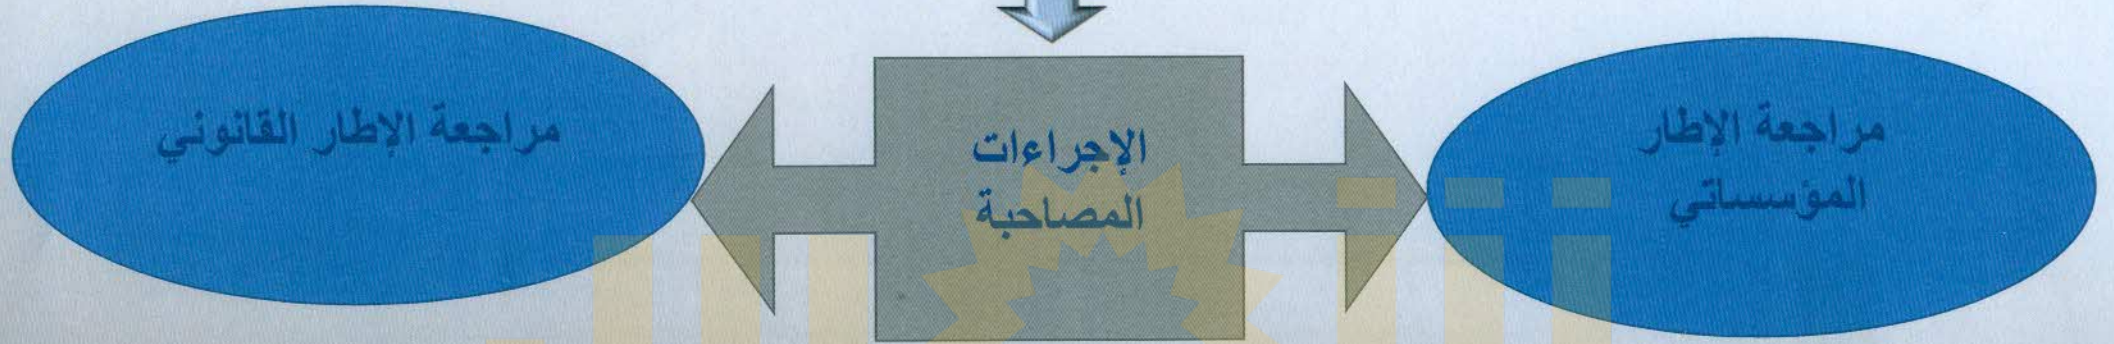 مراجعة الإطار
المؤسساتي
الإجراءات
المصاحبة
مراجعة الإطار القانوني